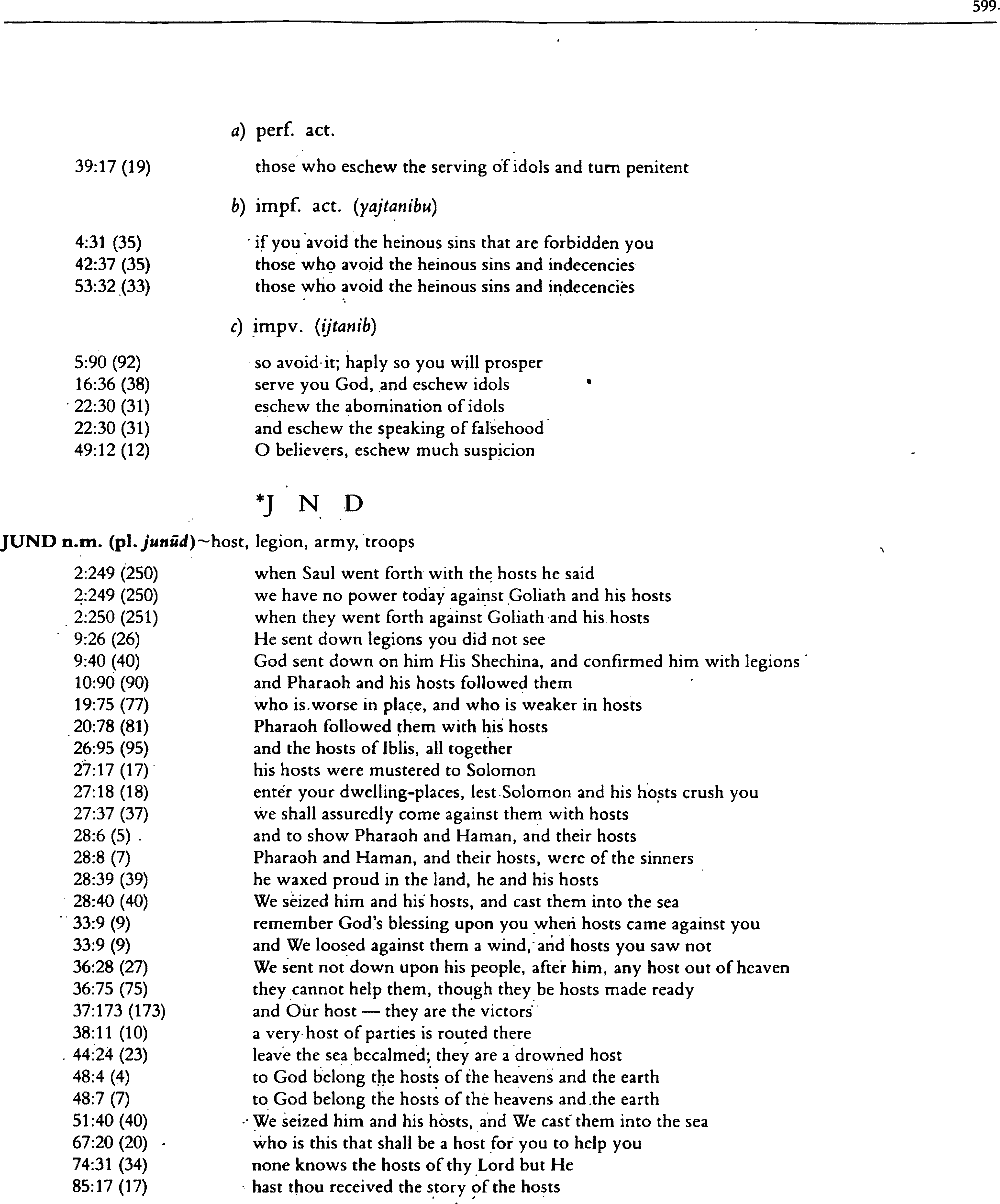 599.
a) perf. act.
39:17 (19) those who eschew the serving of idols and turn penitent
b) impf. act. (yajtanibu)
4:31 (35) if you avoid the heinous sins that are forbidden you
42:37 (35) those who avoid the heinous sins and indecencies
53:32 (33) those who avoid the heinous sins and indecencies
c) impv. (ijtanib)
5:90 (92) so avoid it; haply so you will prosper
16:36 (38) serve you God, and eschew idols
22:30 (31) eschew the abomination of idols
22:30 (31) and eschew the speaking of falsehood
49:12 (12) O believers, eschew much suspicion
*J N D
JUND n.m. (pl. junūd)~host, legion, army, troops
2:249 (250) when Saul went forth with the hosts he said
2:249 (250) we have no power today against Goliath and his hosts
2:250 (251) when they went forth against Goliath and his hosts
9:26 (26) He sent down legions you did not see
9:40 (40) God sent down on him His Shechina, and confirmed him with legions
10:90 (90) and Pharaoh and his hosts followed them
19:75 (77) who is worse in place, and who is weaker in hosts
20:78 (81) Pharaoh followed them with his hosts
26:95 (95) and the hosts of Iblis, all together
27:17 (17) his hosts were mustered to Solomon
27:18 (18) enter your dwelling-places, lest Solomon and his hosts crush you
27:37 (37) we shall assuredly come against them with hosts
28:6 (5) and to show Pharaoh and Haman, and their hosts
28:8 (7) Pharaoh and Haman, and their hosts, were of the sinners
28:39 (39) he waxed proud in the land, he and his hosts
28:40 (40) We seized him and his hosts, and cast them into the sea
33:9 (9) remember God's blessing upon you when hosts came against you
33:9 (9) and We loosed against them a wind, and hosts you saw not
36:28 (27) We sent not down upon his people, after him, any host out of heaven
36:75 (75) they cannot help them, though they be hosts made ready
37:173 (173) and Our host — they are the victors
38:11 (10) a very host of parties is routed there
44:24 (23) leave the sea becalmed; they are a drowned host
48:4 (4) to God belong the hosts of the heavens and the earth
48:7 (7) to God belong the hosts of the heavens and the earth
51:40 (40) We seized him and his hosts, and We cast them into the sea
67:20 (20) who is this that shall be a host for you to help you
74:31 (34) none knows the hosts of thy Lord but He
85:17 (17) hast thou received the story of the hosts